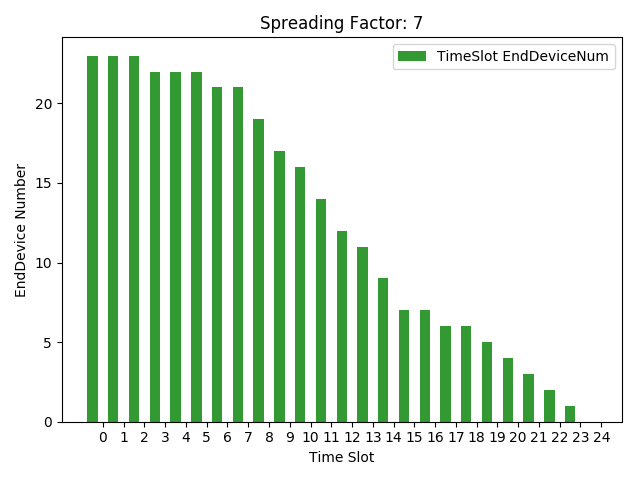 Spreading Factor: 7
TimeSlot EndDeviceNum
EndDevice Number
20
15
10
5
0
0 1 2 3 4 5 6 7 8 9 10 11 12 13 14 15 16 17 18 19 20 21 22 23 24
Time Slot